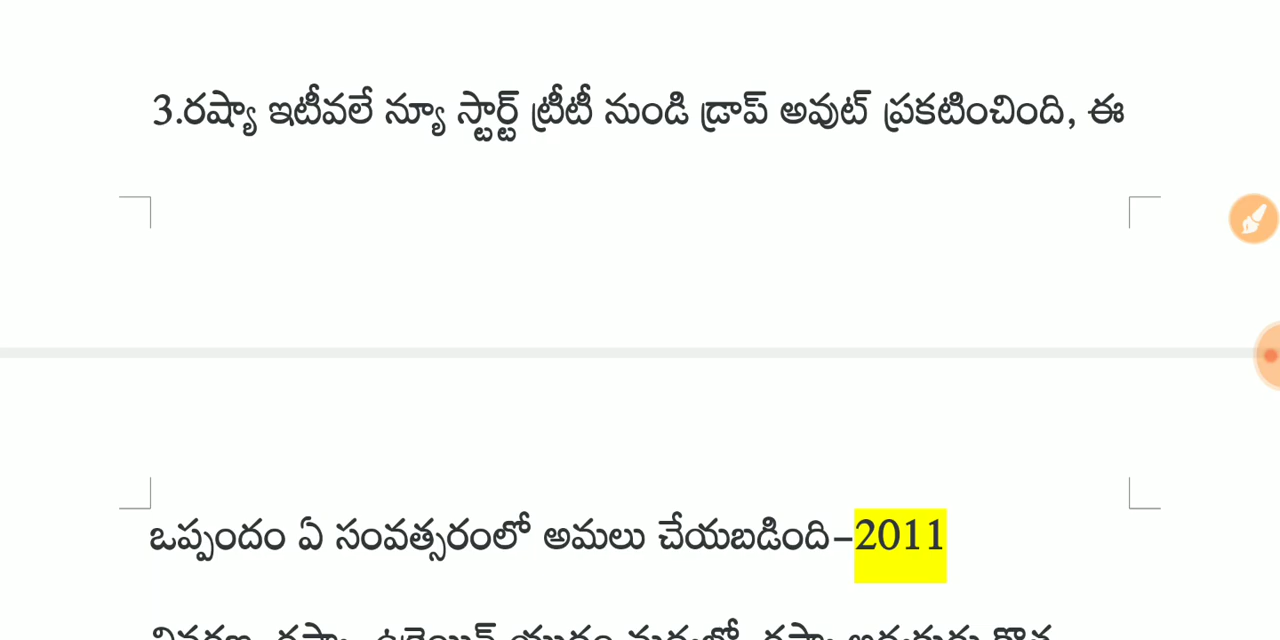 3.రష్యా ఇటీవలే న్యూ స్టార్ట్ ట్రీటీ నుండి డ్రాప్ అవుట్ ప్రకటించింది, ఈ
ఒప్పందం ఏ సంవత్సరంలో అమలు చేయబడింది-2011